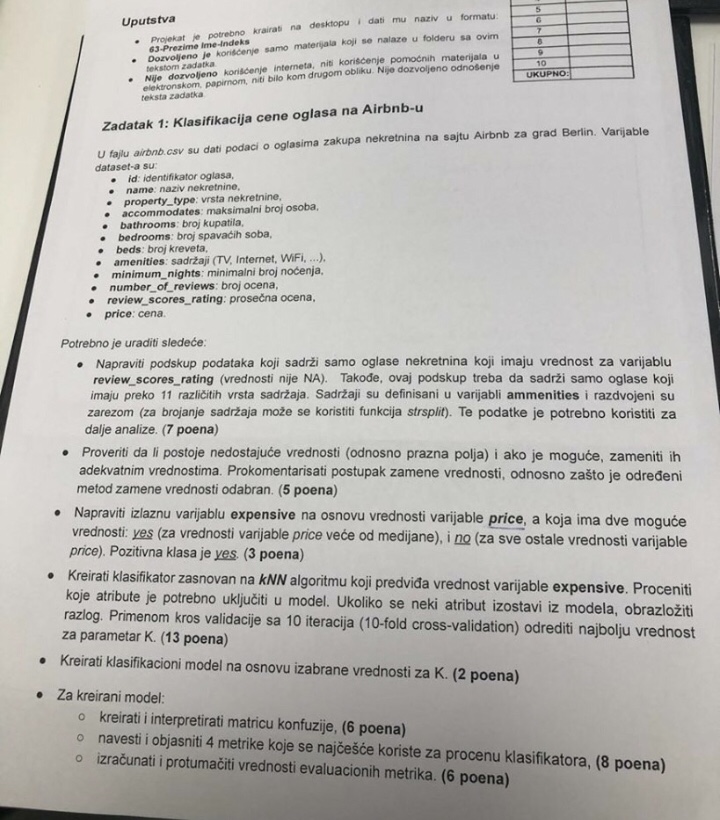 Uputstva
5
6
7
8
9
10
UKUPNO:
• Projekat je potrebno krairati na desktopu i dati mu naziv u formatu:
63-Prezime Ime-Indeks
• Dozvoljeno je korišćenje samo materijala koji se nalaze u folderu sa ovim
tekstom zadatka.
• Nije dozvoljeno korišćenje interneta, niti korišćenje pomoćnih materijala u
elektronskom, papirnom, niti bilo kom drugom obliku. Nije dozvoljeno odnošenje
teksta zadatka.
Zadatak 1: Klasifikacija cene oglasa na Airbnb-u
U fajlu airbnb.csv su dati podaci o oglasima zakupa nekretnina na sajtu Airbnb za grad Berlin. Varijable
dataset-a su:
• id: identifikator oglasa,
• name: naziv nekretnine,
• property_type: vrsta nekretnine,
• accommodates: maksimalni broj osoba,
• bathrooms: broj kupatila,
• bedrooms: broj spavaćih soba,
• beds: broj kreveta,
• amenities: sadržaji (TV, Internet, WiFi, ...),
• minimum_nights: minimalni broj noćenja,
• number_of_reviews: broj ocena,
• review_scores_rating: prosečna ocena,
• price: cena.
Potrebno je uraditi sledeće:
• Napraviti podskup podataka koji sadrži samo oglase nekretnina koji imaju vrednost za varijablu
review_scores_rating (vrednosti nije NA). Takođe, ovaj podskup treba da sadrži samo oglase koji
imaju preko 11 različitih vrsta sadržaja. Sadržaji su definisani u varijabli ammenities i razdvojeni su
zarezom (za brojanje sadržaja može se koristiti funkcija strsplit). Te podatke je potrebno koristiti za
dalje analize. (7 poena)
• Proveriti da li postoje nedostajuće vrednosti (odnosno prazna polja) i ako je moguće, zameniti ih
adekvatnim vrednostima. Prokomentarisati postupak zamene vrednosti, odnosno zašto je određeni
metod zamene vrednosti odabran. (5 poena)
• Napraviti izlaznu varijablu expensive na osnovu vrednosti varijable price, a koja ima dve moguće
vrednosti: yes (za vrednosti varijable price veće od medijane), i no (za sve ostale vrednosti varijable
price). Pozitivna klasa je yes. (3 poena)
• Kreirati klasifikator zasnovan na kNN algoritmu koji predviđa vrednost varijable expensive. Proceniti
koje atribute je potrebno uključiti u model. Ukoliko se neki atribut izostavi iz modela, obrazložiti
razlog. Primenom kros validacije sa 10 iteracija (10-fold cross-validation) odrediti najbolju vrednost
za parametar K. (13 poena)
• Kreirati klasifikacioni model na osnovu izabrane vrednosti za K. (2 poena)
• Za kreirani model:
○ kreirati i interpretirati matricu konfuzije, (6 poena)
○ navesti i objasniti 4 metrike koje se najčešće koriste za procenu klasifikatora, (8 poena)
○ izračunati i protumačiti vrednosti evaluacionih metrika. (6 poena)